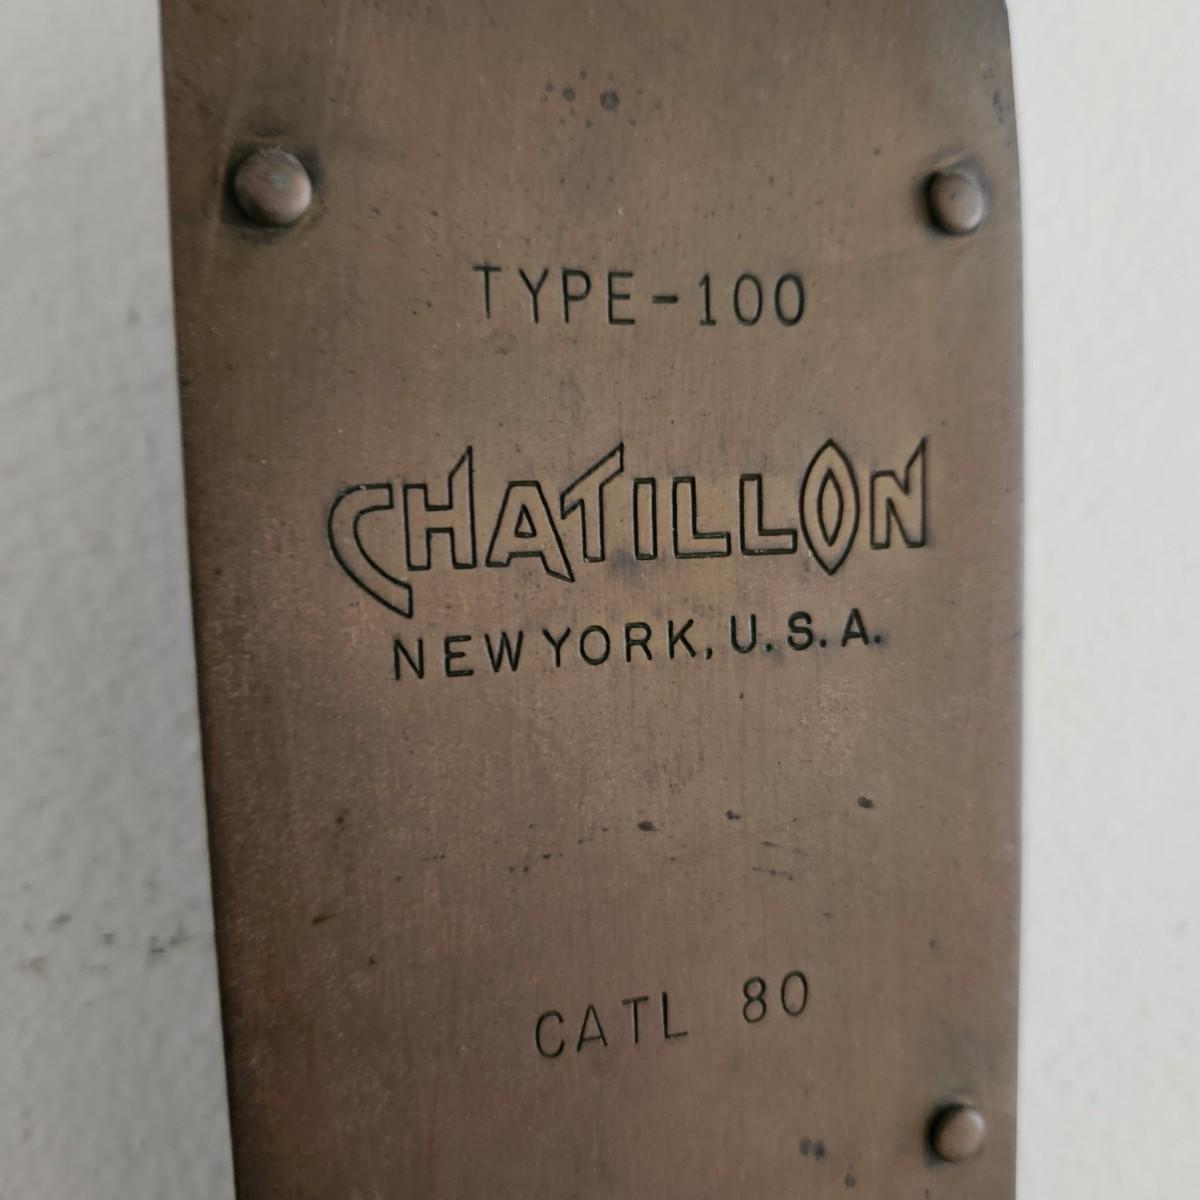 TYPE-100
CHATILLON
NEW YORK, U.S.A.
CATL 80